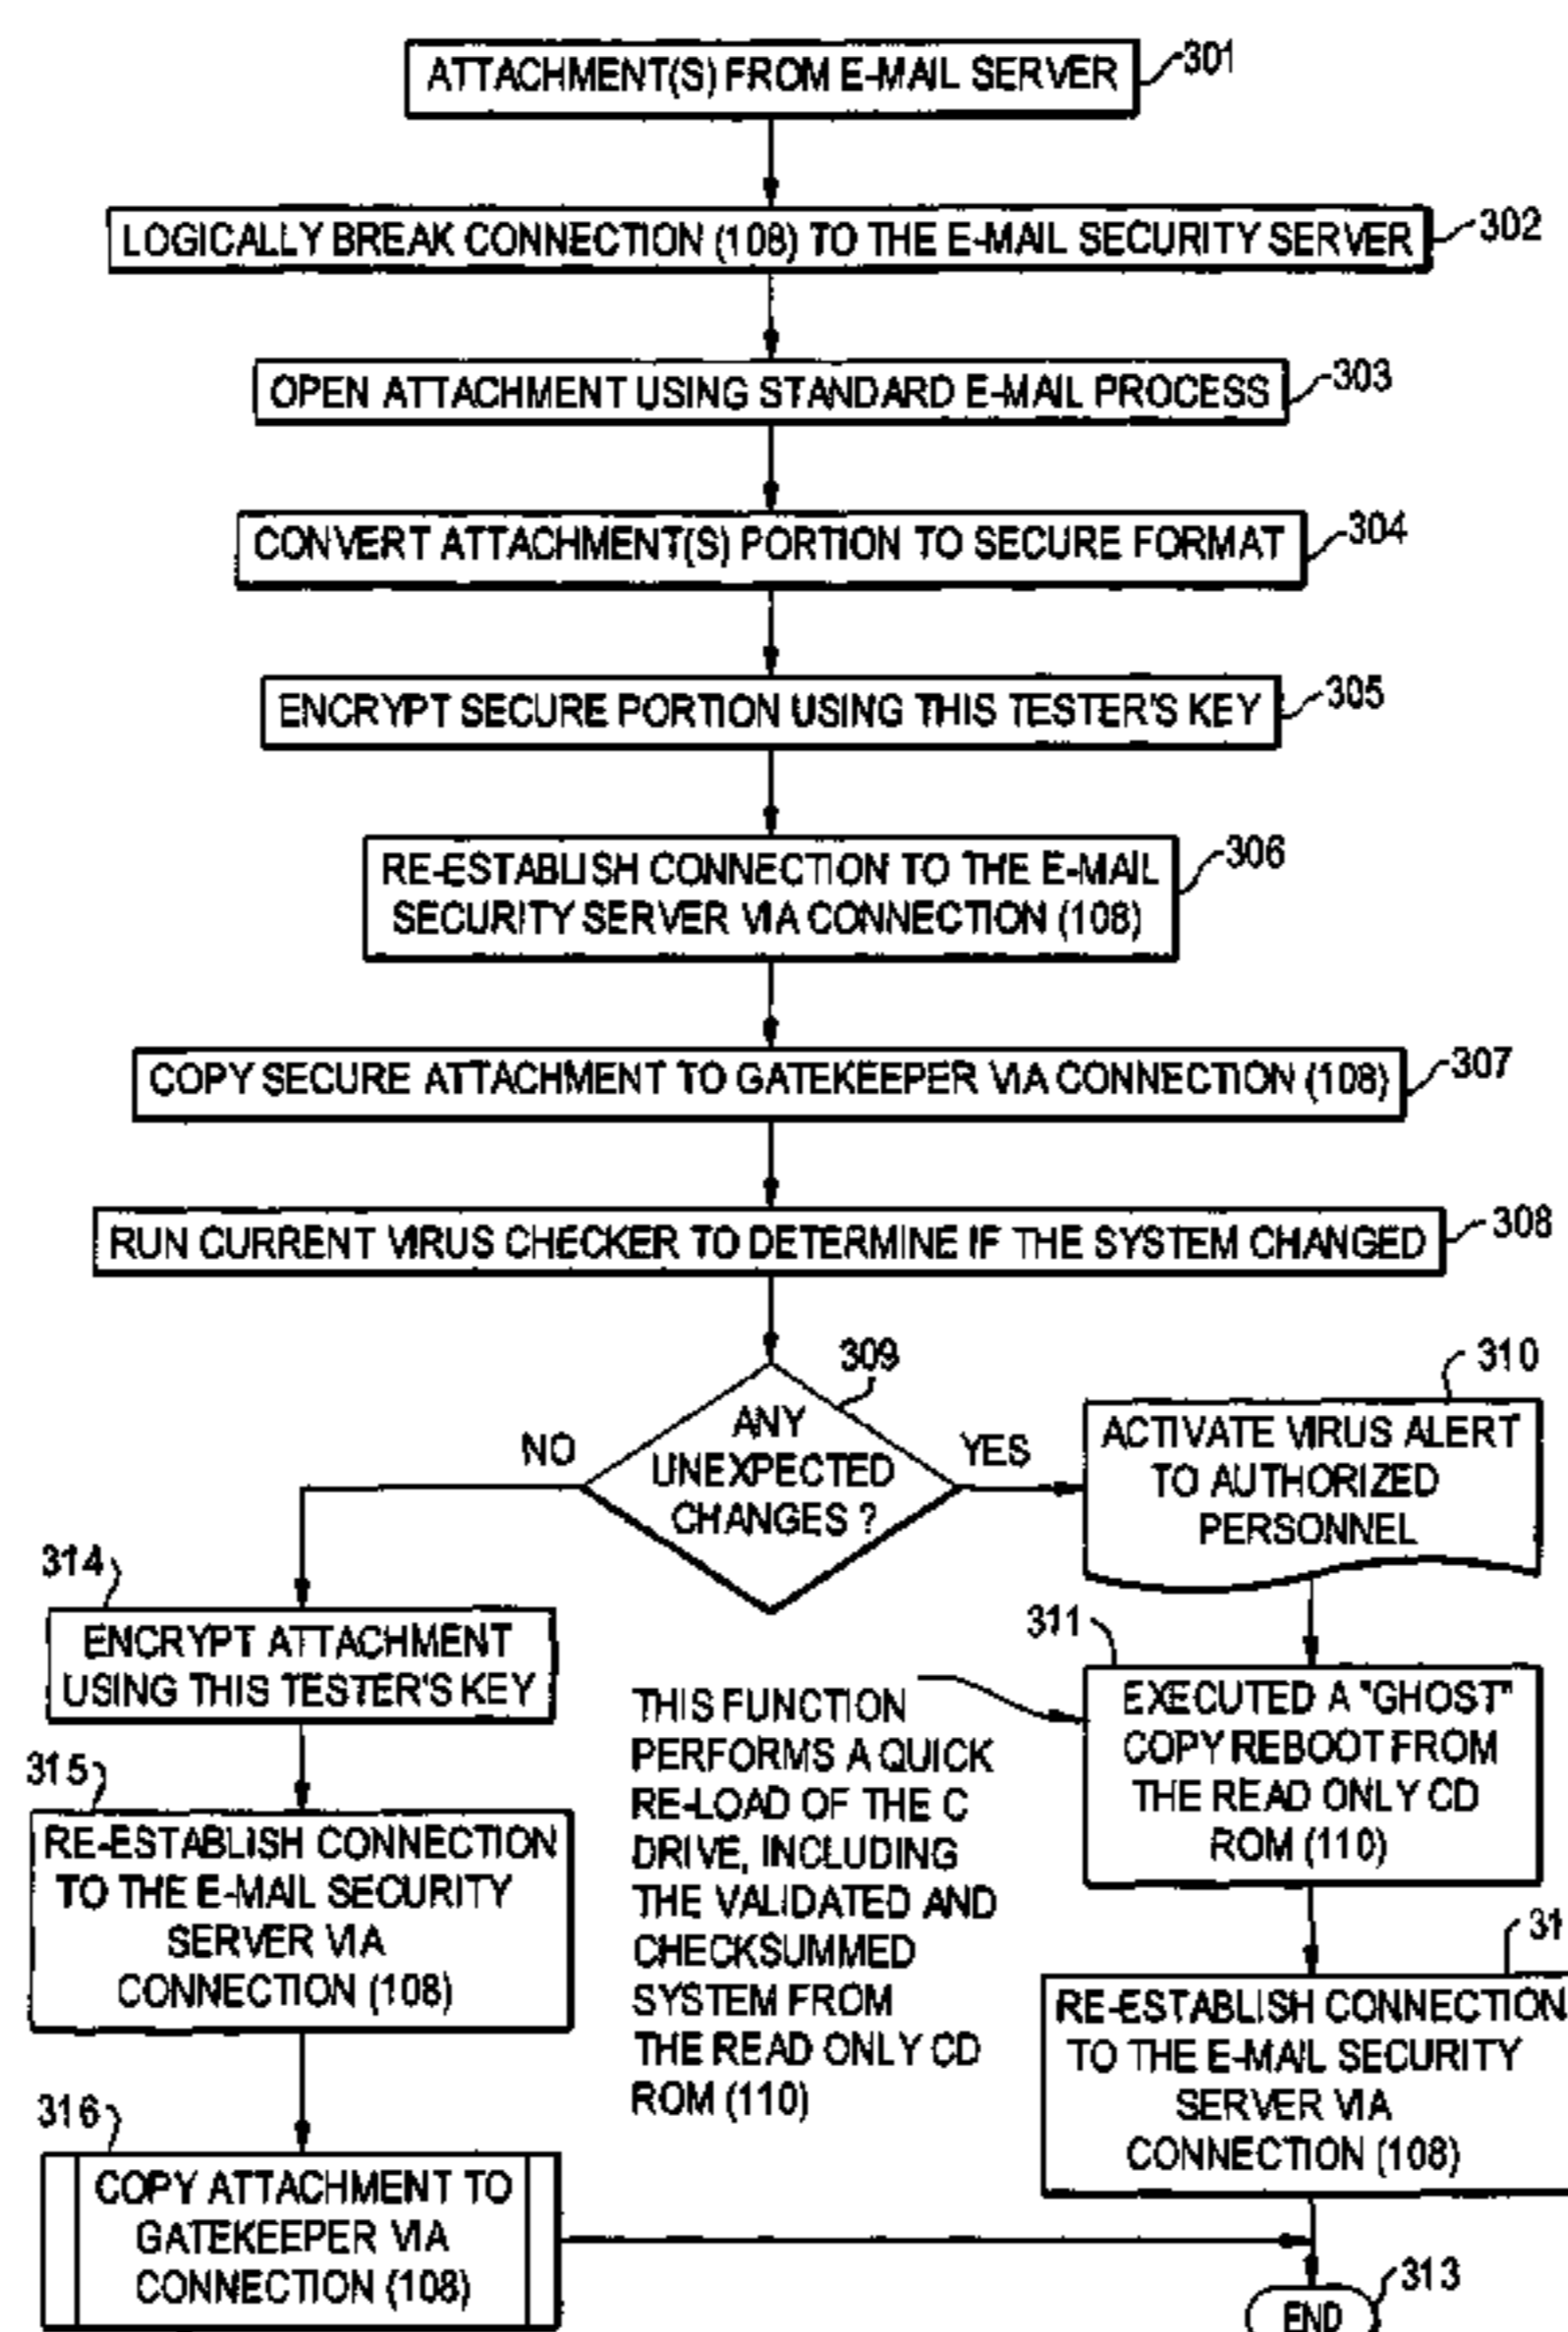 ATTACHMENT(S) FROM E-MAIL SERVER
301
LOGICALLY BREAK CONNECTION (108) TO THE E-MAIL SECURITY SERVER
302
OPEN ATTACHMENT USING STANDARD E-MAIL PROCESS
303
CONVERT ATTACHMENT(S) PORTION TO SECURE FORMAT
304
ENCRYPT SECURE PORTION USING THIS TESTER'S KEY
305
RE-ESTABLISH CONNECTION TO THE E-MAIL
SECURITY SERVER VIA CONNECTION (108)
306
COPY SECURE ATTACHMENT TO GATEKEEPER VIA CONNECTION (108)
307
RUN CURRENT VIRUS CHECKER TO DETERMINE IF THE SYSTEM CHANGED
308
309
ANY
UNEXPECTED
CHANGES ?
NO
YES
310
ACTIVATE VIRUS ALERT
TO AUTHORIZED
PERSONNEL
314
ENCRYPT ATTACHMENT
USING THIS TESTER'S KEY
311
EXECUTED A "GHOST"
COPY REBOOT FROM
THE READ ONLY CD
ROM (110)
THIS FUNCTION
PERFORMS A QUICK
RE-LOAD OF THE C
DRIVE, INCLUDING
THE VALIDATED AND
CHECKSUMMED
SYSTEM FROM
THE READ ONLY CD
ROM (110)
315
RE-ESTABLISH CONNECTION
TO THE E-MAIL SECURITY
SERVER VIA
CONNECTION (108)
31
RE-ESTABLISH CONNECTION
TO THE E-MAIL SECURITY
SERVER VIA
CONNECTION (108)
316
COPY ATTACHMENT TO
GATEKEEPER VIA
CONNECTION (108)
313
END